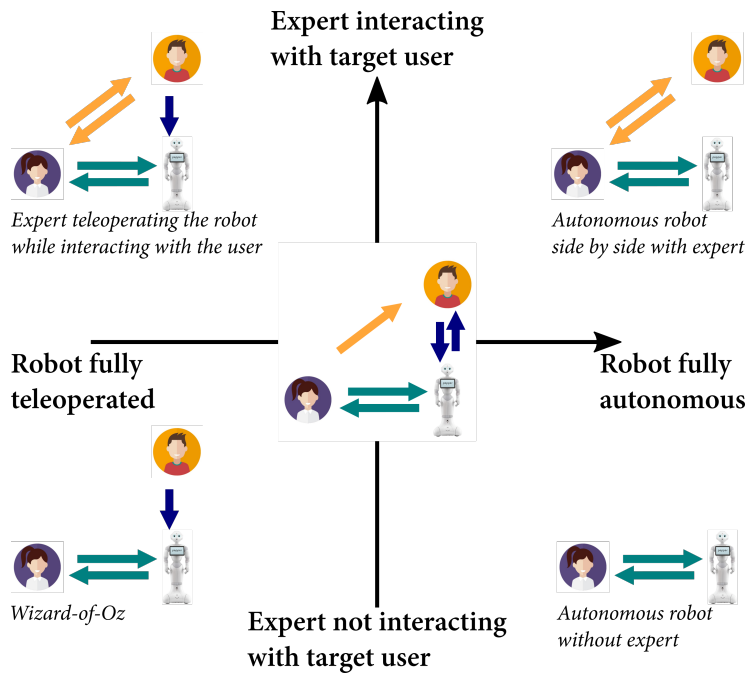 Expert interacting
with target user
Expert teleoperating the robot
while interacting with the user
Autonomous robot
side by side with expert
Robot fully
teleoperated
Robot fully
autonomous
Wizard-of-Oz
Expert not interacting
with target user
Autonomous robot
without expert